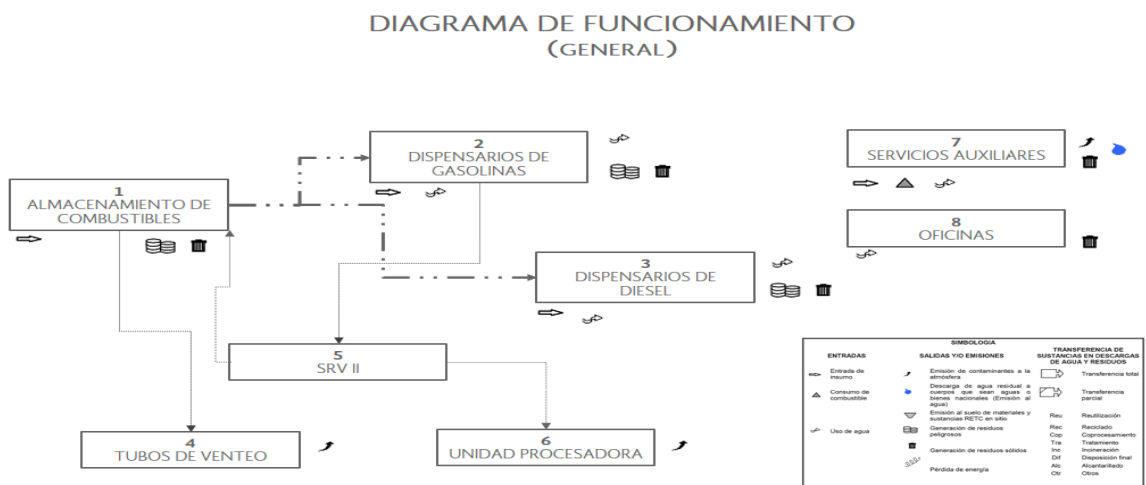 DIAGRAMA DE FUNCIONAMIENTO
(GENERAL)
1
ALMACENAMIENTO DE
COMBUSTIBLES
2
DISPENSARIOS DE
GASOLINAS
3
DISPENSARIOS DE
DIESEL
4
TUBOS DE VENTEO
5
SRV II
6
UNIDAD PROCESADORA
7
SERVICIOS AUXILIARES
8
OFICINAS
SIMBOLOGIA
ENTRADAS
Entrada de
insumo
Consumo de
combustible
Uso de agua
SALIDAS Y/O EMISIONES
Emisión de contaminantes a la
atmósfera
Descarga de agua residual a
cuerpos que sean aguas o
bienes nacionales (Emisión al
agua)
Emisión al suelo de materiales y
sustancias RETC en sitio
Generación de residuos
peligrosos
Generación de residuos sólidos
Pérdida de energía
TRANSFERENCIA DE
SUSTANCIAS EN DESCARGAS
DE AGUA Y RESIDUOS
Transferencia total
Transferencia
parcial
Reu Reutilización
Rec Reciclado
Cop Coprocesamiento
Tra Tratamiento
Inc Incineración
Dif Disposición final
Alc Alcantarillado
Otr Otros